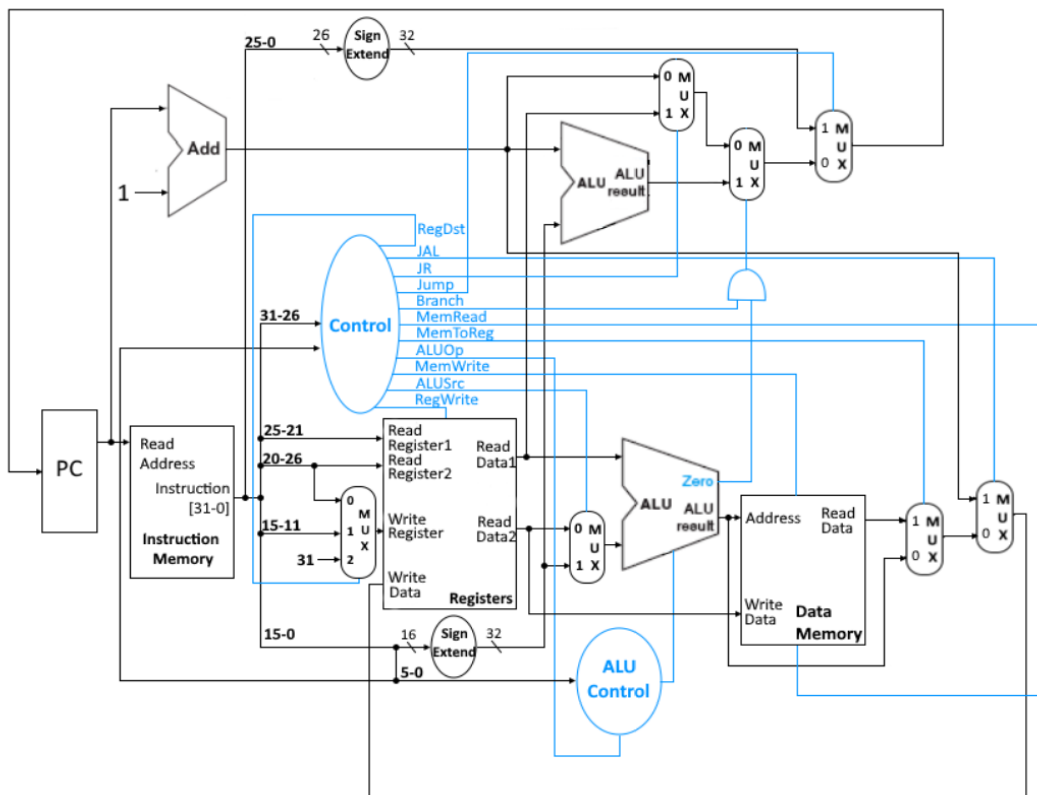 25-0
26
Sign
Extend
32
0 M
U
1 X
0 M
U
1 X
1 M
U
0 X
Add
1
ALU
ALU
result
RegDst
JAL
JR
Jump
Branch
MemRead
MemToReg
ALUOp
MemWrite
ALUSrc
RegWrite
Control
31-26
PC
Read
Address
Instruction
[31-0]
Instruction
Memory
25-21
20-26
15-11
31
0
M
U
1
X
2
Read
Register1
Read
Register2
Write
Register
Write
Data
Read
Data1
Read
Data2
Registers
0 M
U
1 X
ALU
Zero
ALU
result
Address
Read
Data
Write
Data
Data
Memory
1 M
U
0 X
1 M
U
0 X
15-0
16
Sign
Extend
32
5-0
ALU
Control